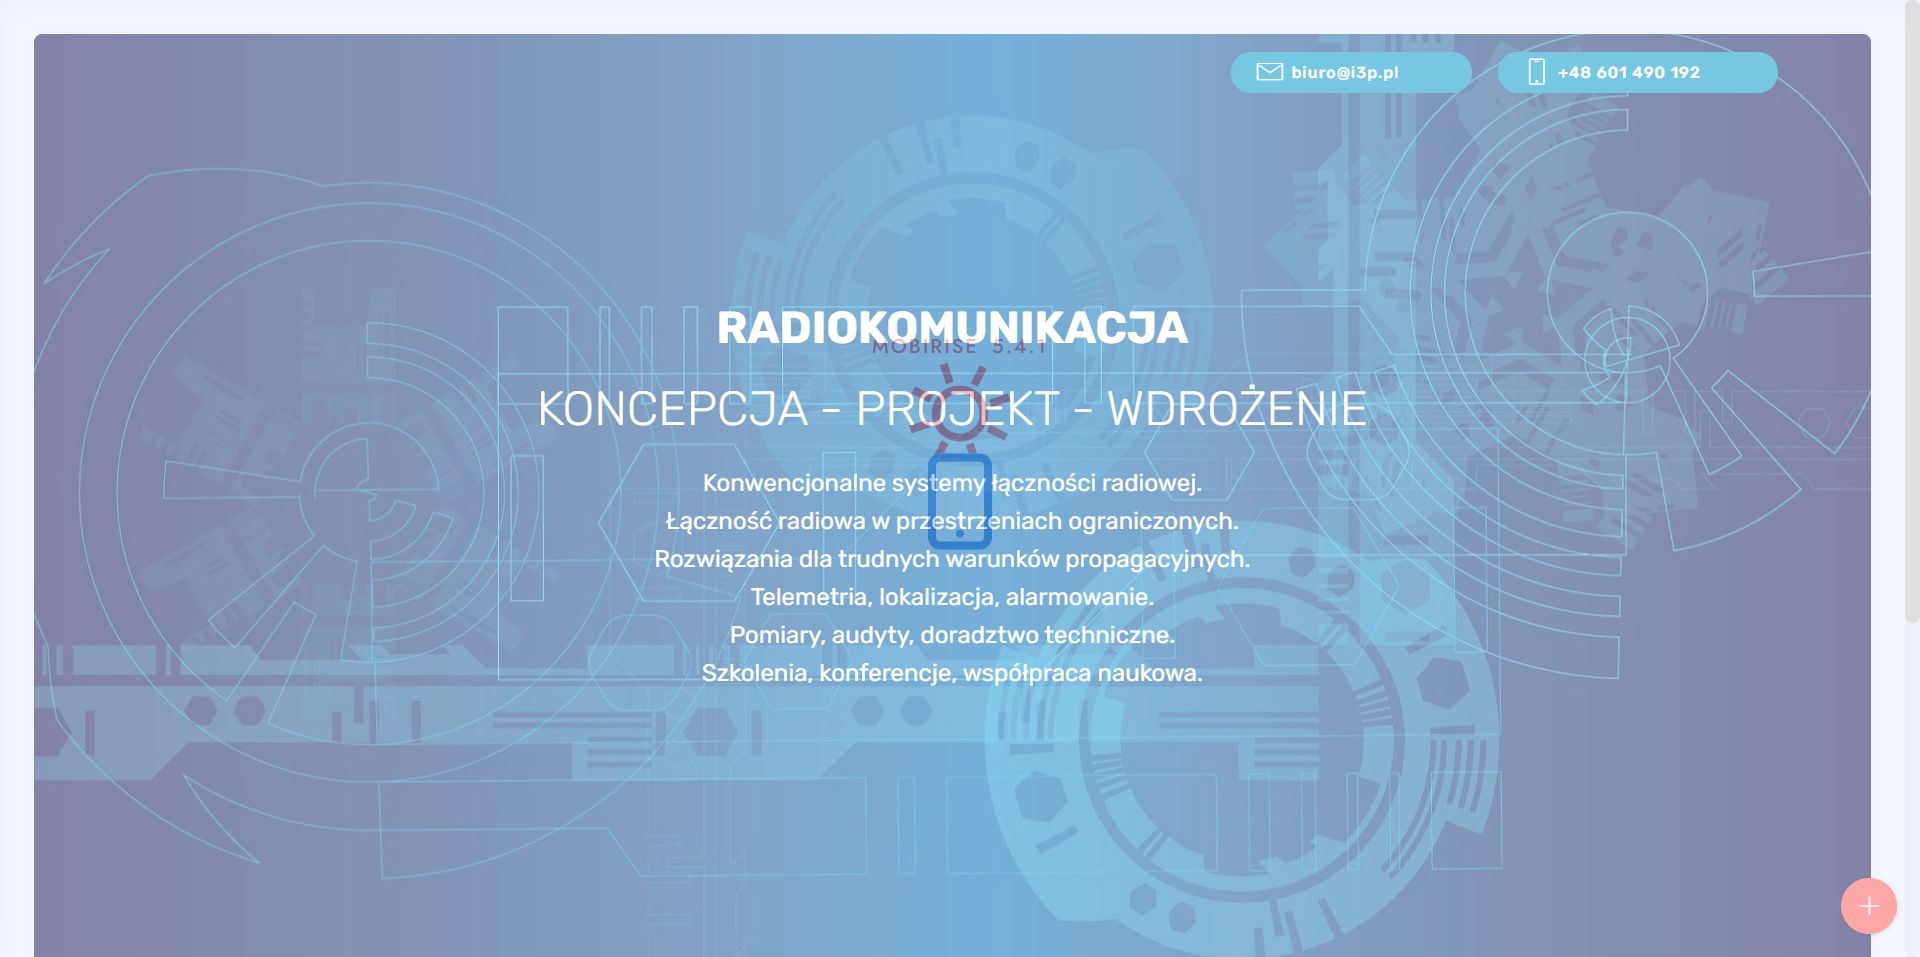 biuro@i3p.pl
+48 601 490 192
RADIOKOMUNIKACJA
MOBIRISE 5.4.1
KONCEPCJA - PROJEKT - WDROŻENIE
Konwencjonalne systemy łączności radiowej.
Łączność radiowa w przestrzeniach ograniczonych.
Rozwiązania dla trudnych warunków propagacyjnych.
Telemetria, lokalizacja, alarmowanie.
Pomiary, audyty, doradztwo techniczne.
Szkolenia, konferencje, współpraca naukowa.